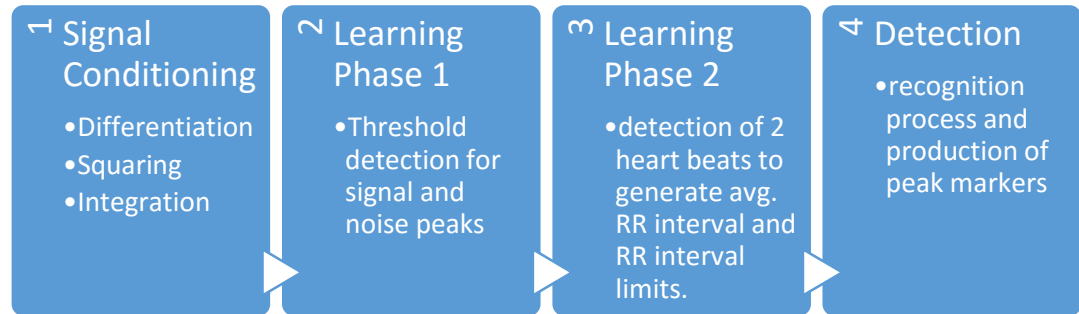 1
Signal
Conditioning
•Differentiation
•Squaring
•Integration
2
Learning
Phase 1
•Threshold
detection for
signal and
noise peaks
3
Learning
Phase 2
•detection of 2
heart beats to
generate avg.
RR interval and
RR interval
limits.
4
Detection
•recognition
process and
production of
peak markers